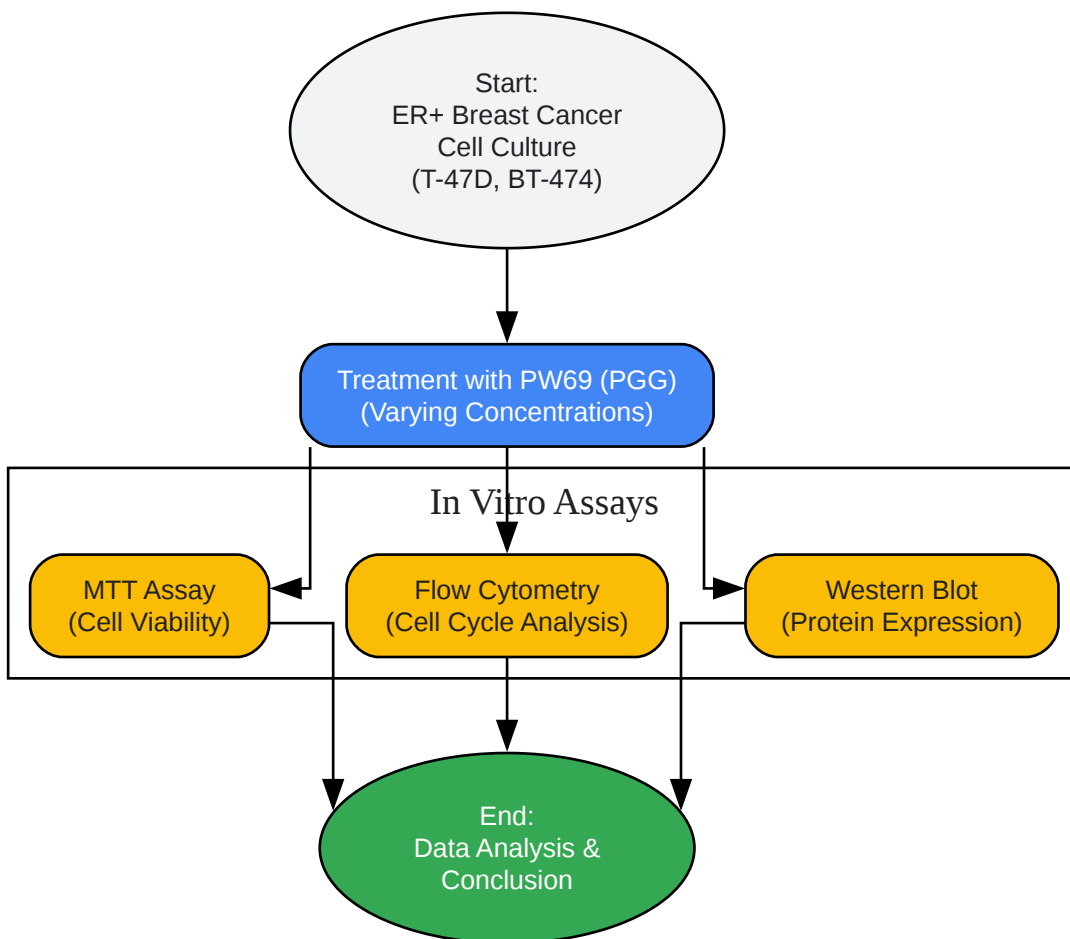 Start:
ER+ Breast Cancer
Cell Culture
(T-47D, BT-474)
Treatment with PW69 (PGG)
(Varying Concentrations)
In Vitro Assays
MTT Assay
(Cell Viability)
Flow Cytometry
(Cell Cycle Analysis)
Western Blot
(Protein Expression)
End:
Data Analysis &
Conclusion